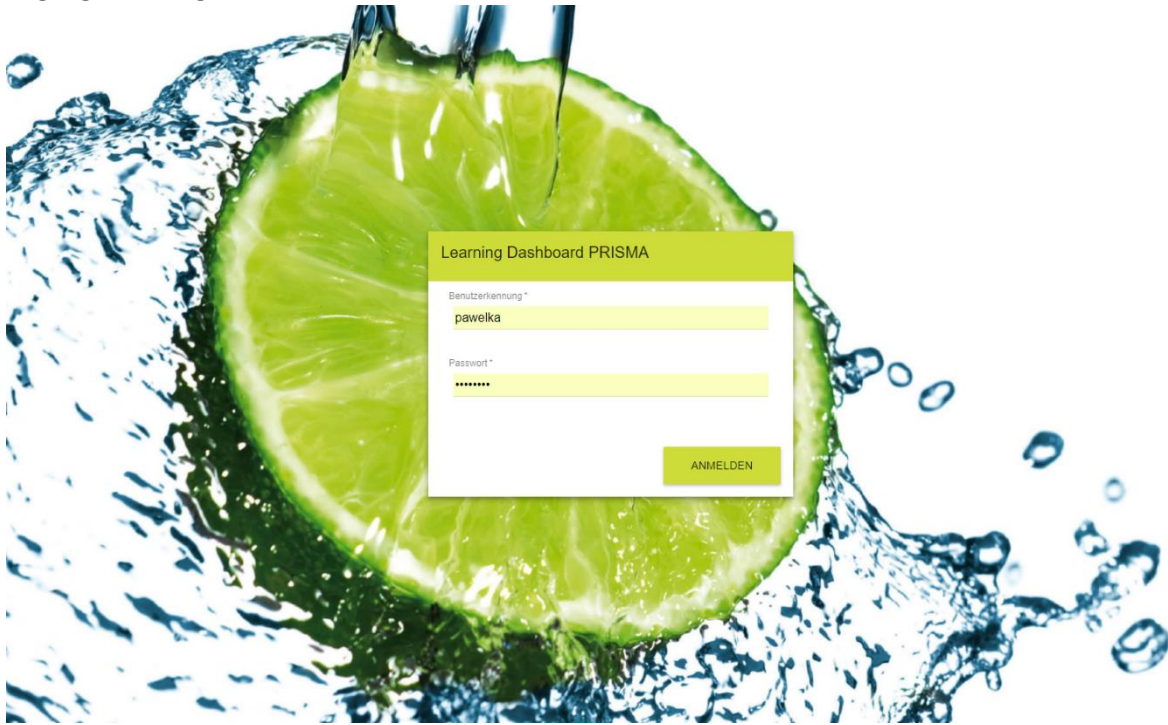 Learning Dashboard PRISMA
Benutzerkennung *
pawelka
Passwort *
••••••••
ANMELDEN